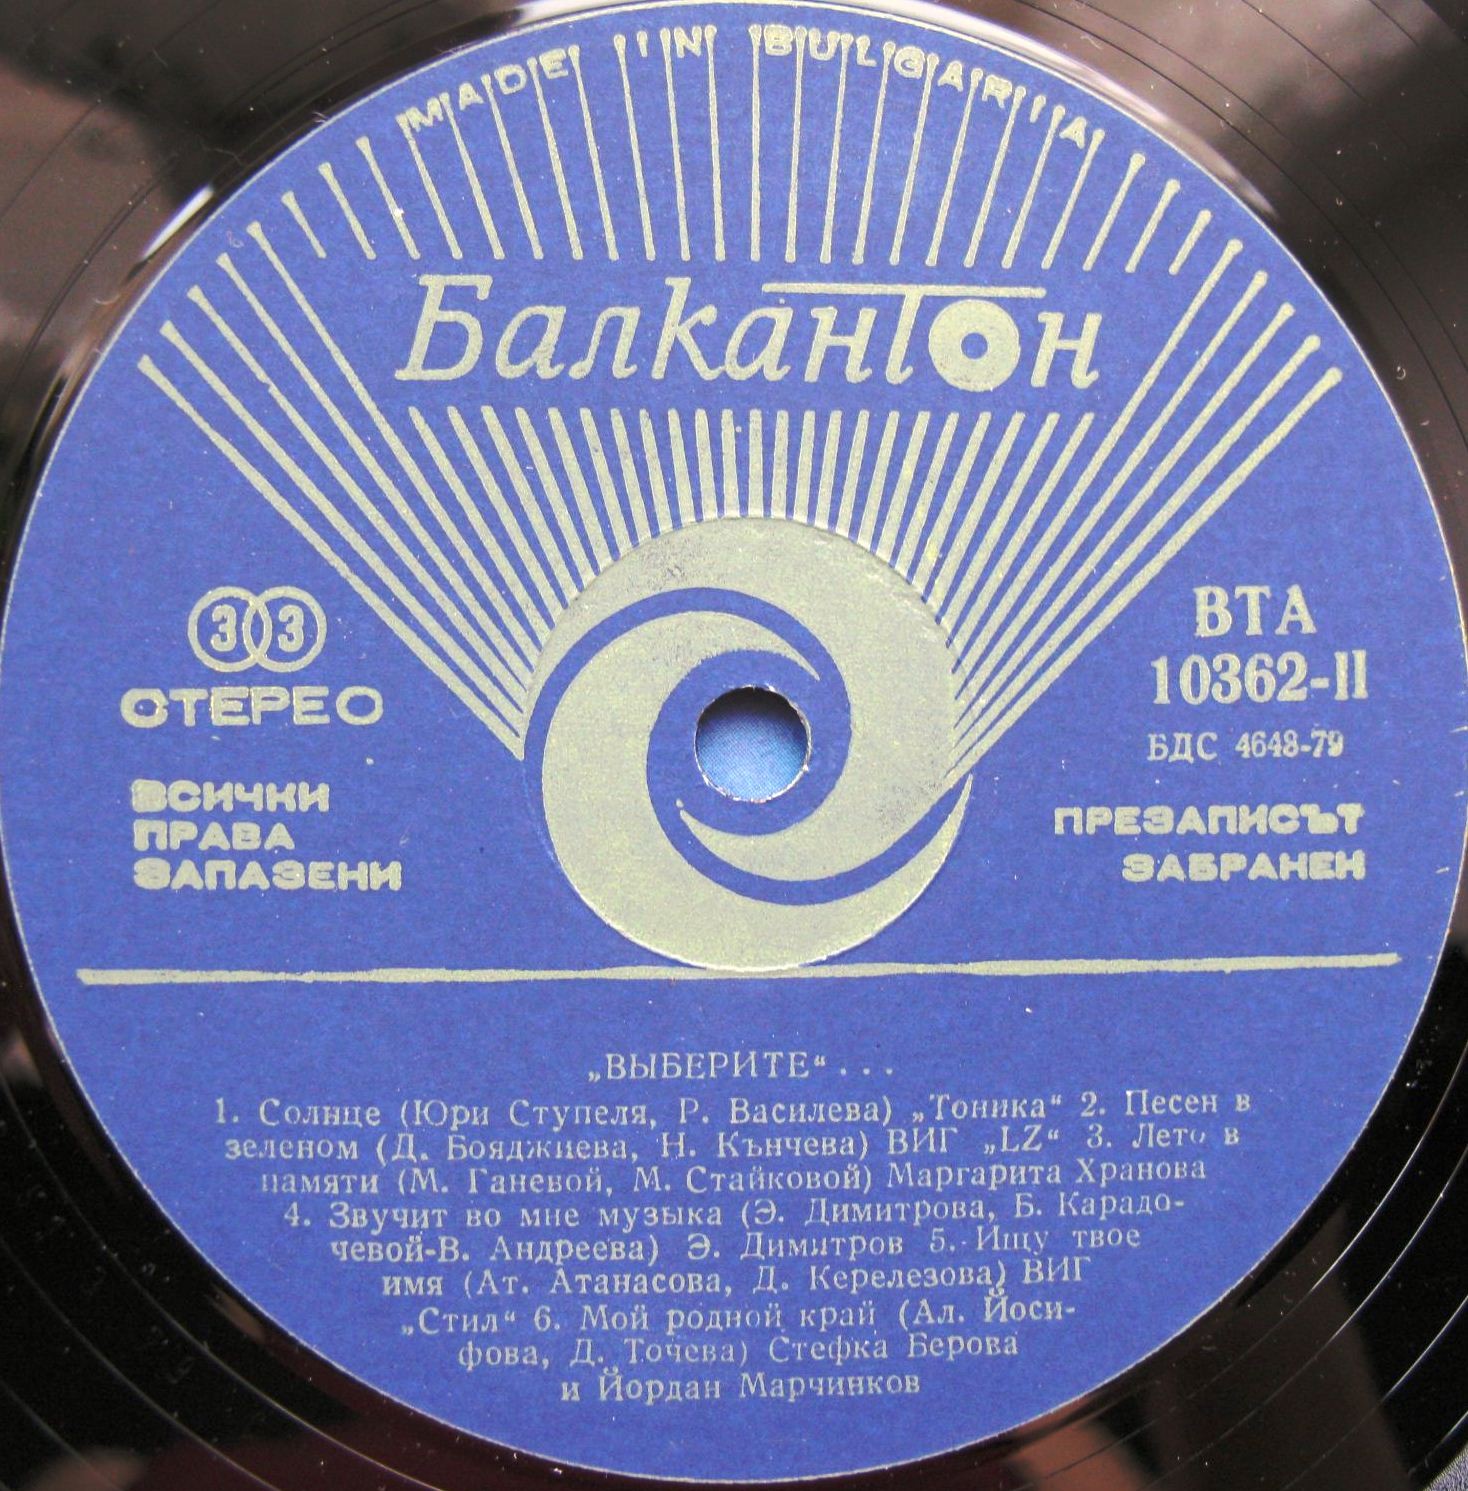 MADE IN BULGARIA
Балкантон
33
СТЕРЕО
ВСИЧКИ
ПРАВА
ЗАПАЗЕНИ
ВТА
10362-II
БДС 4648-79
ПРЕЗАПИСЪТ
ЗАБРАНЕН
„ВЫБЕРИТЕ“ . . .
1. Солнце (Юри Ступеля, Р. Василева) „Тоника“ 2. Песен в
зеленом (Д. Бояджиева, Н. Кънчева) ВИГ „LZ“ 3. Лето в
памяти (М. Ганевой, М. Стайковой) Маргарита Хранова
4. Звучит во мне музыка (Э. Димитрова, Б. Карадо-
чевой-В. Андреева) Э. Димитров 5. Ищу твое
имя (Ат. Атанасова, Д. Керелезова) ВИГ
„Стил“ 6. Мой родной край (Ал. Йоси-
фова, Д. Точева) Стефка Берова
и Йордан Марчинков